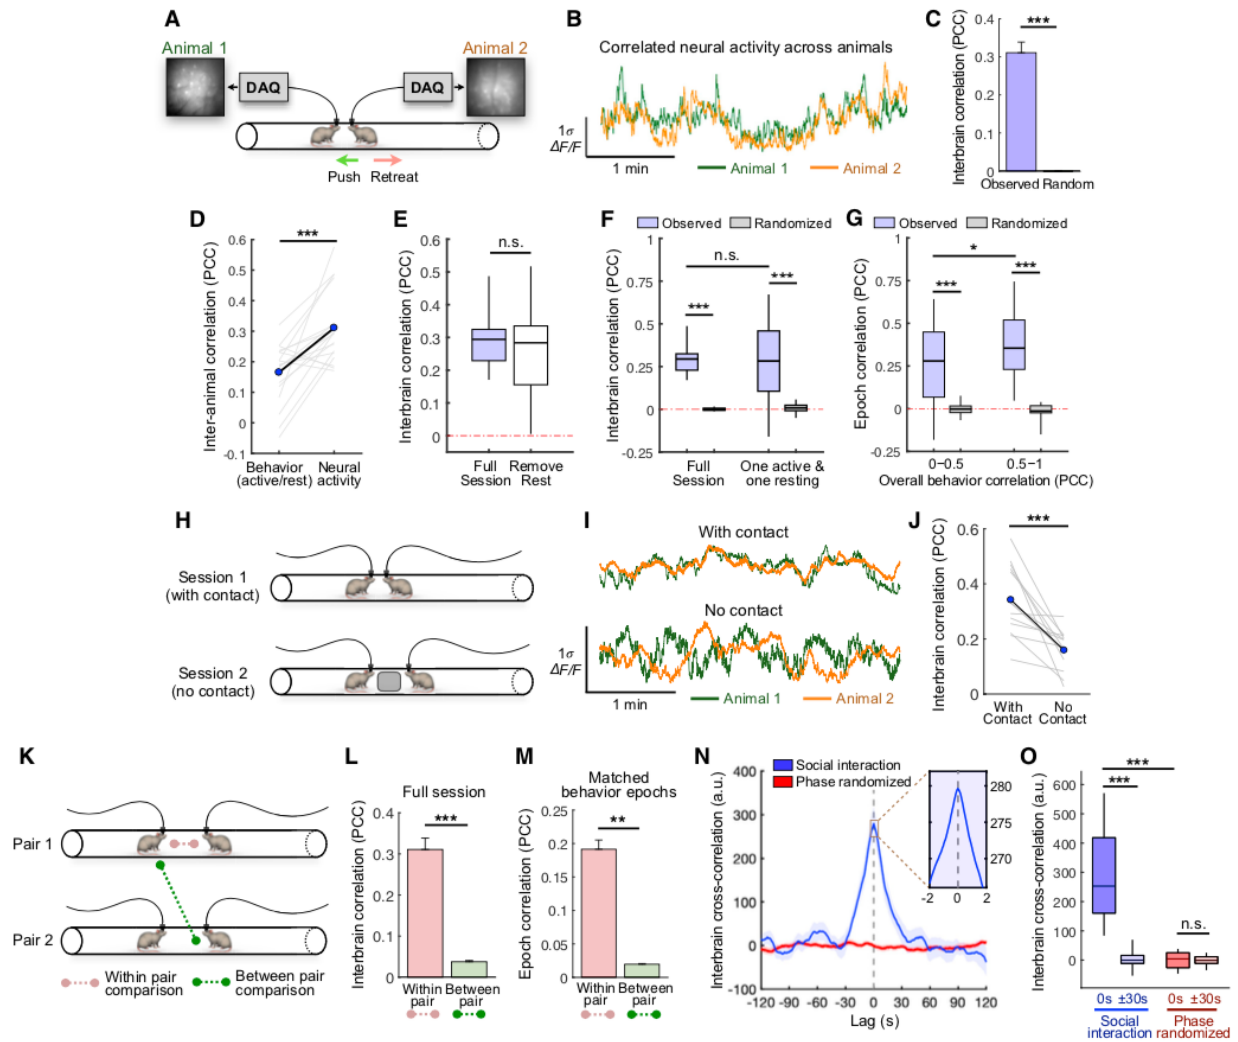 A
Animal 1
Animal 2
DAQ
DAQ
Push
Retreat
B
Correlated neural activity across animals
1σ
ΔF/F
1 min
Animal 1
Animal 2
C
Interbrain correlation (PCC)
0.4
0.3
0.2
0.1
0
***
Observed
Random
D
Inter-animal correlation (PCC)
0.6
0.5
0.4
0.3
0.2
0.1
0
-0.1
***
Behavior
(active/rest)
Neural
activity
E
Interbrain correlation (PCC)
0.6
0.5
0.4
0.3
0.2
0.1
0
n.s.
Full
Session
Remove
Rest
F
Observed
Randomized
Interbrain correlation (PCC)
1
0.75
0.5
0.25
0
-0.25
n.s.
***
***
Full
Session
One active &
one resting
G
Observed
Randomized
Epoch correlation (PCC)
1
0.5
0.5
0
-0.25
*
***
***
0−0.5
0.5−1
Overall behavior correlation (PCC)
H
Session 1
(with contact)
Session 2
(no contact)
I
With contact
No contact
1σ
ΔF/F
1 min
Animal 1
Animal 2
J
Interbrain correlation (PCC)
0.6
0.4
0.2
0
***
With
Contact
No
Contact
K
Pair 1
Pair 2
Within pair
comparison
Between pair
comparison
L
Full session
Interbrain correlation (PCC)
0.4
0.3
0.2
0.1
0
***
Within
pair
Between
pair
M
Matched
behavior epochs
Epoch correlation (PCC)
0.25
0.2
0.15
0.1
0.05
0
**
Within
pair
Between
pair
N
Social interaction
Phase randomized
Interbrain cross-correlation (a.u.)
400
300
200
100
0
-100
-120
-90
-60
-30
0
30
60
90
120
Lag (s)
280
275
270
-2
0
2
O
Interbrain cross-correlation (a.u.)
600
500
400
300
200
100
0
***
***
n.s.
0s
±30s
0s
±30s
Social
interaction
Phase
randomized